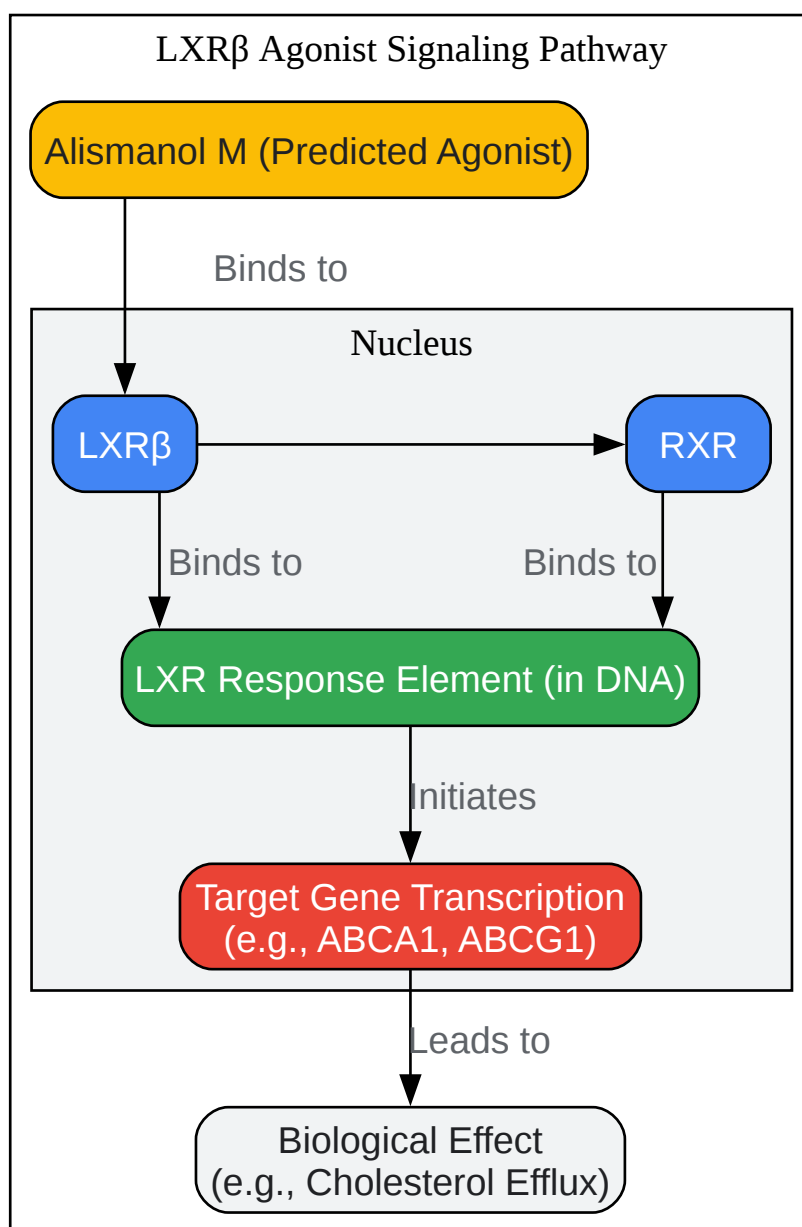 LXRβ Agonist Signaling Pathway
Alismanol M (Predicted Agonist)
Binds to
Nucleus
LXRβ
RXR
Binds to
Binds to
LXR Response Element (in DNA)
Initiates
Target Gene Transcription
(e.g., ABCA1, ABCG1)
Leads to
Biological Effect
(e.g., Cholesterol Efflux)